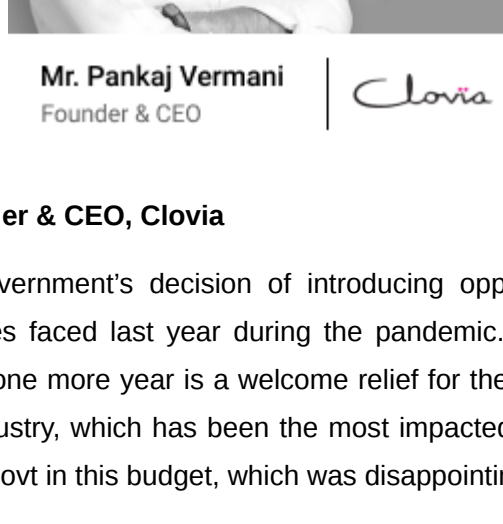 Mr. Pankaj Vermani
Founder & CEO
Clovia
er & CEO, Clovia
vernment’s decision of introducing opp
es faced last year during the pandemic.
one more year is a welcome relief for the
ustry, which has been the most impacted
ovt in this budget, which was disappointin